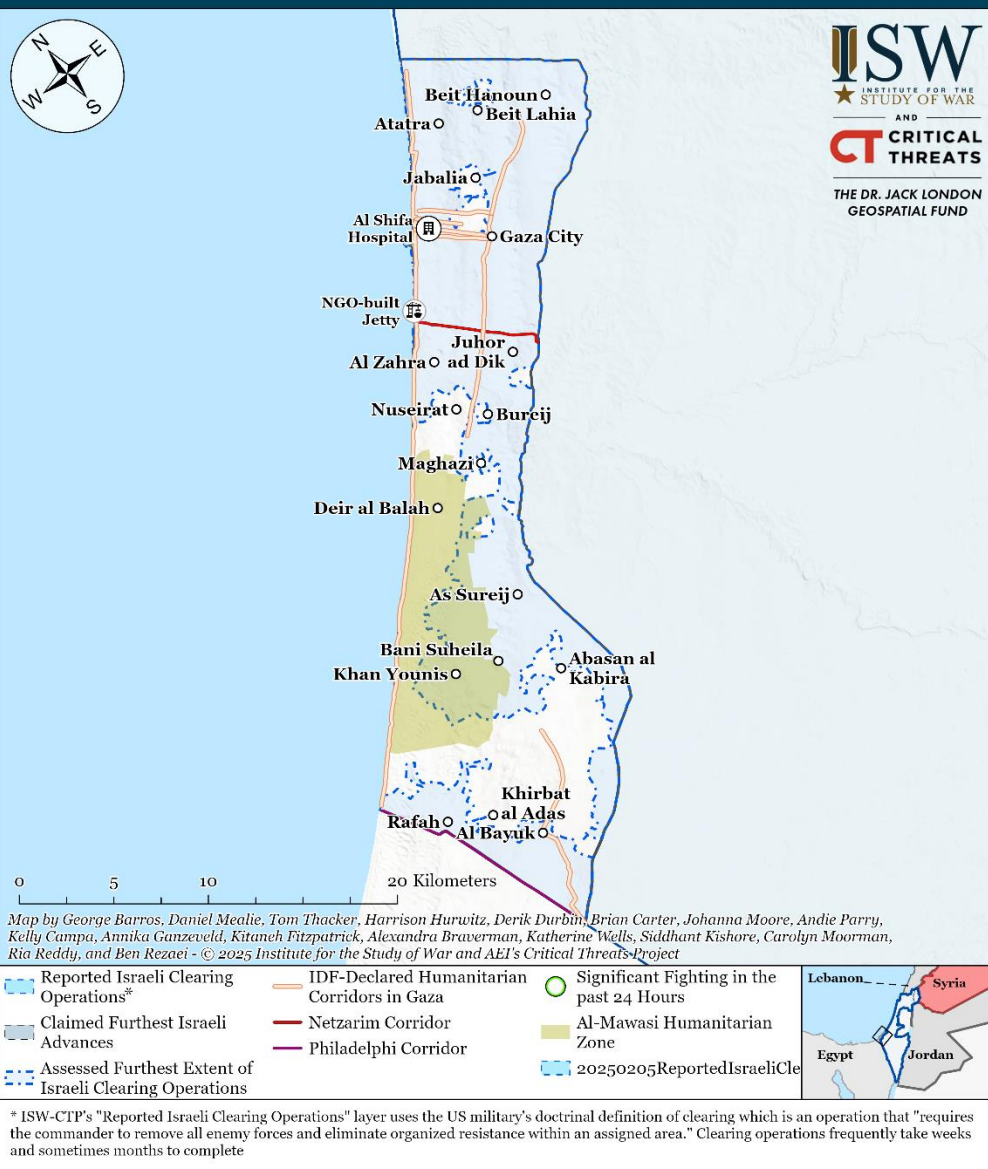 N
E
W
S
ISW
INSTITUTE FOR THE
STUDY OF WAR
AND
CT CRITICAL
THREATS
THE DR. JACK LONDON
GEOSPATIAL FUND
Beit Hanoun
Beit Lahia
Atatra
Jabalia
Al Shifa
Hospital
Gaza City
NGO-built
Jetty
Juhor
ad Dik
Al Zahra
Nuseirat
Bureij
Maghazi
Deir al Balah
As Sureij
Bani Suheila
Abasan al
Kabira
Khan Younis
Khirbat
al Adas
Rafah
Al Bayuk
0 5 10 20 Kilometers
Map by George Barros, Daniel Mealie, Tom Thacker, Harrison Hurwitz, Derik Durbin, Brian Carter, Johanna Moore, Andie Parry,
Kelly Campa, Annika Ganzeveld, Kitaneh Fitzpatrick, Alexandra Braverman, Katherine Wells, Siddhant Kishore, Carolyn Moorman,
Ria Reddy, and Ben Rezaei - © 2025 Institute for the Study of War and AEI's Critical Threats Project
Reported Israeli Clearing
Operations*
Claimed Furthest Israeli
Advances
Assessed Furthest Extent of
Israeli Clearing Operations
IDF-Declared Humanitarian
Corridors in Gaza
Netzarim Corridor
Philadelphi Corridor
Significant Fighting in the
past 24 Hours
Al-Mawasi Humanitarian
Zone
20250205ReportedIsraeliCle
Lebanon
Syria
Egypt
Jordan
* ISW-CTP's "Reported Israeli Clearing Operations" layer uses the US military's doctrinal definition of clearing which is an operation that "requires
the commander to remove all enemy forces and eliminate organized resistance within an assigned area." Clearing operations frequently take weeks
and sometimes months to complete